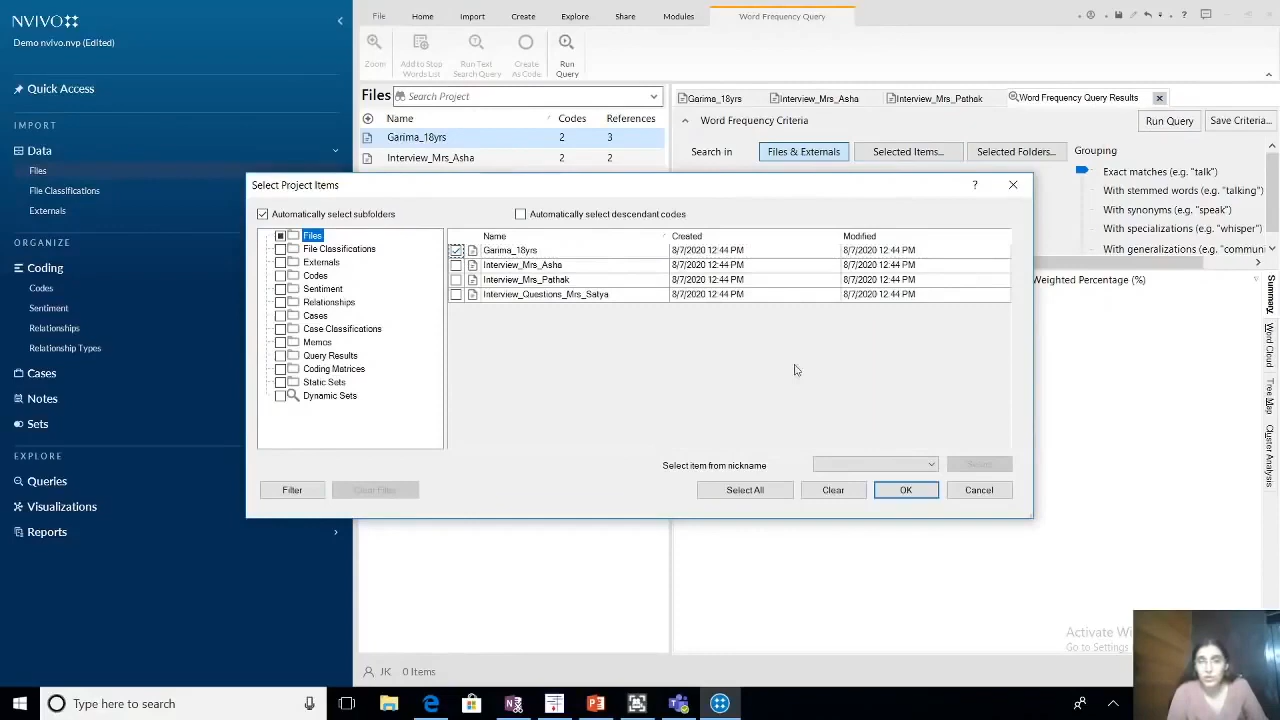 NVIVO
Demo nvivo.nvp (Edited)
Quick Access
IMPORT
Data
Files
File Classifications
Externals
ORGANIZE
Coding
Codes
Sentiment
Relationships
Relationship Types
Cases
Notes
Sets
EXPLORE
Queries
Visualizations
Reports
File Home Import Create Explore Share Modules Word Frequency Query
Zoom
Add to Stop Words List
Run Text Search Query
Create As Code
Run Query
Files Search Project
Name Codes References
Garima_18yrs 2 3
Interview_Mrs_Asha 2 2
Garima_18yrs Interview_Mrs_Asha Interview_Mrs_Pathak Word Frequency Query Results
Word Frequency Criteria Run Query Save Criteria...
Search in Files & Externals Selected Items... Selected Folders... Grouping
Exact matches (e.g. "talk")
With stemmed words (e.g. "talking)
With synonyms (e.g. "speak")
With specializations (e.g. "whisper")
With generalizations (e.g. "commun
Weighted Percentage (%)
Summary
Word Cloud
Tree Map
Cluster Analysis
Select Project Items ?
Automatically select subfolders Automatically select descendant codes
Files
File Classifications
Externals
Codes
Sentiment
Relationships
Cases
Case Classifications
Memos
Query Results
Coding Matrices
Static Sets
Dynamic Sets
Name Created Modified
Garima_18yrs 8/7/2020 12:44 PM 8/7/2020 12:44 PM
Interview_Mrs_Asha 8/7/2020 12:44 PM 8/7/2020 12:44 PM
Interview_Mrs_Pathak 8/7/2020 12:44 PM 8/7/2020 12:44 PM
Interview_Questions_Mrs_Satya 8/7/2020 12:44 PM 8/7/2020 12:44 PM
Select item from nickname Select
Filter Clear Filter Select All Clear OK Cancel
Activate Wi
Go to Settings
JK 0 Items
Type here to search